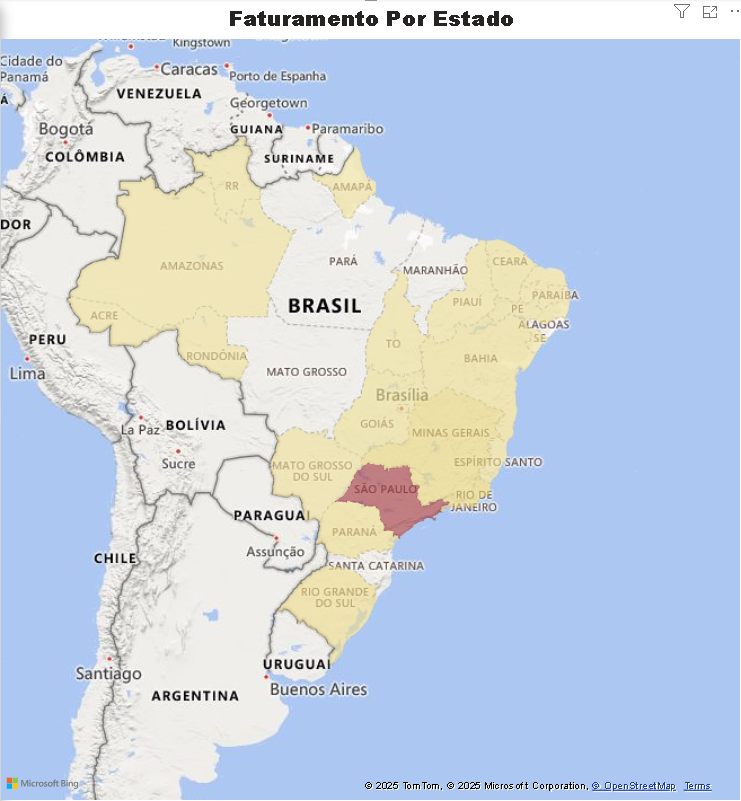 Faturamento Por Estado
Kingstown
Cidade do
Panamá
Caracas
Porto de Espanha
VENEZUELA
Georgetown
Bogotá
GUIANA
Paramaribo
COLÔMBIA
SURINAME
RR
AMAPÁ
DOR
AMAZONAS
PARÁ
MARANHÃO
CEARÁ
BRASIL
PIAUÍ
PARAÍBA
PE
ACRE
ALAGOAS
SE
PERU
TO
RONDÔNIA
BAHIA
Lima
MATO GROSSO
Brasília
La Paz
BOLÍVIA
GOIÁS
MINAS GERAIS
Sucre
MATO GROSSO
DO SUL
ESPÍRITO SANTO
SÃO PAULO
RIO DE
JANEIRO
PARAGUAI
PARANÁ
Assunção
CHILE
SANTA CATARINA
RIO GRANDE
DO SUL
URUGUAI
Santiago
Buenos Aires
ARGENTINA
Microsoft Bing
© 2025 TomTom, © 2025 Microsoft Corporation, © OpenStreetMap Terms